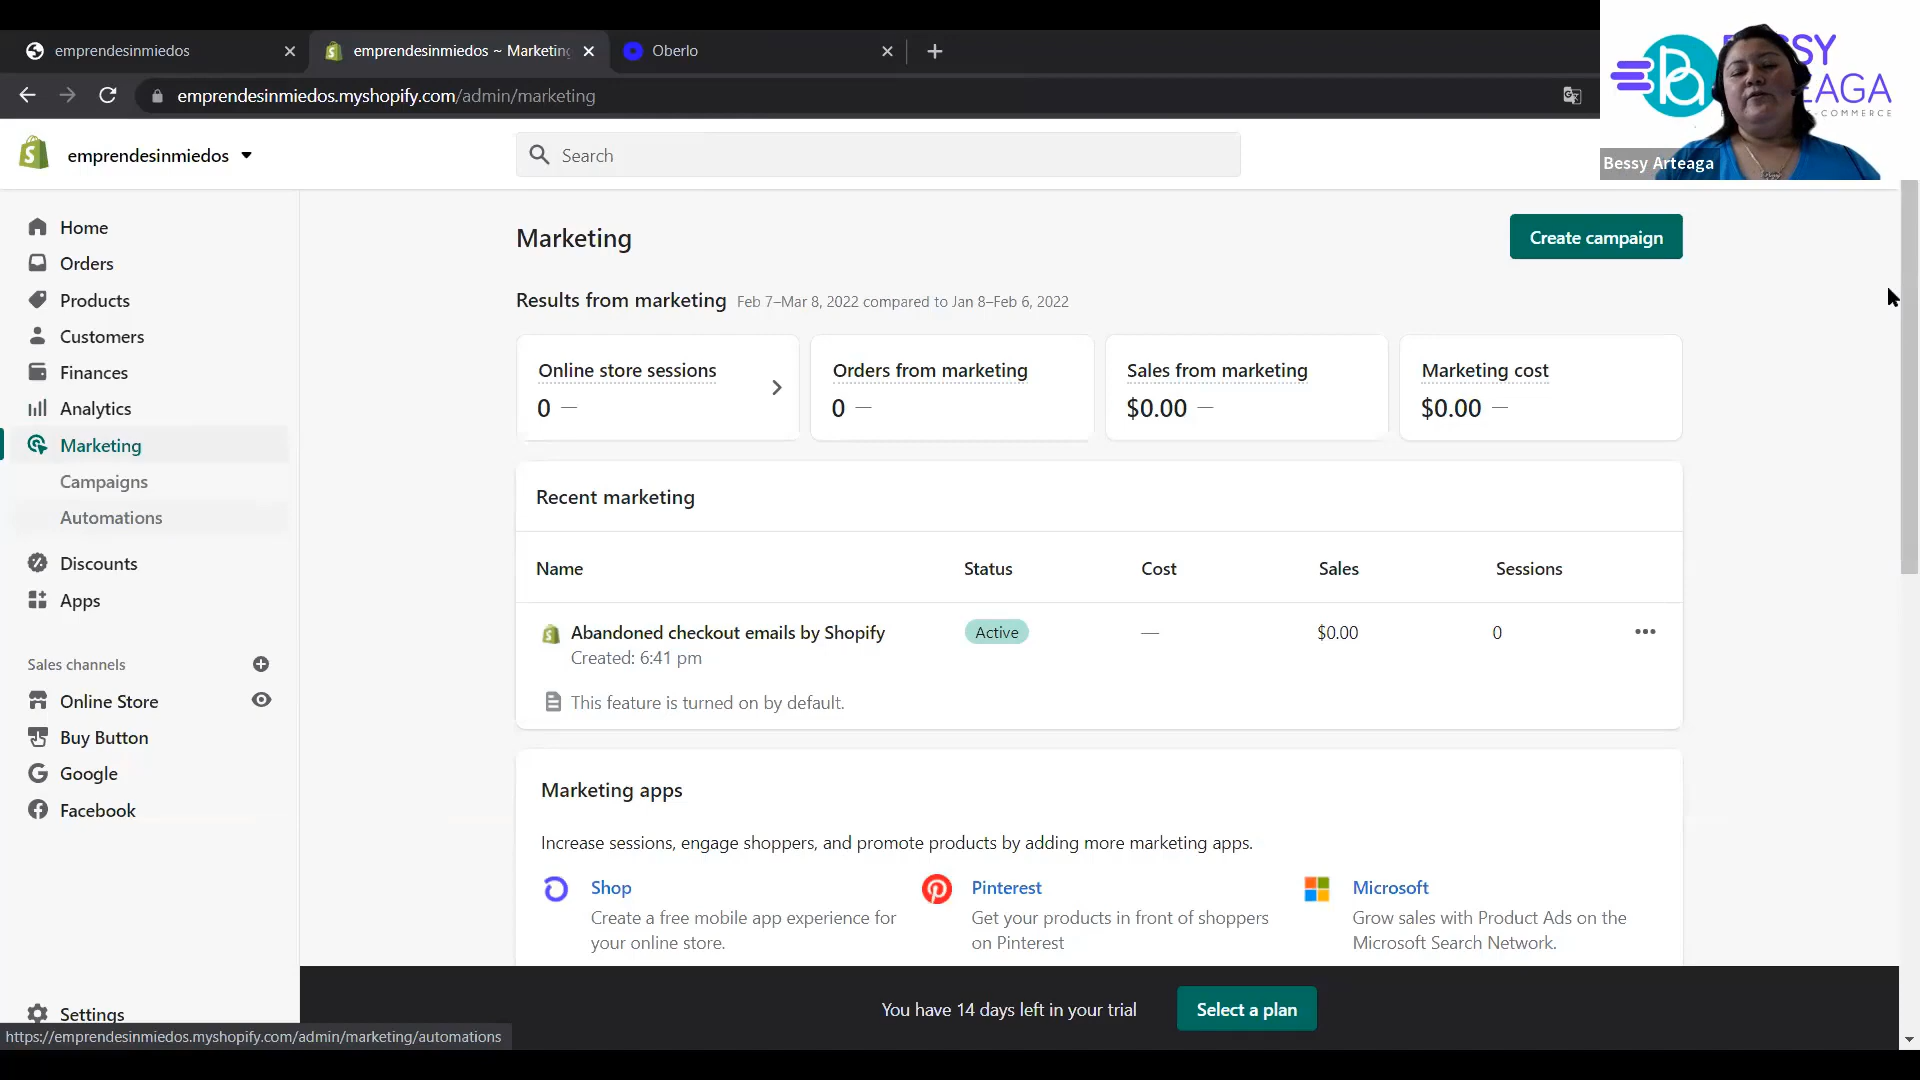 emprendesinmiedos
emprendesinmiedos ~ Marketing
Oberlo
emprendesinmiedos.myshopify.com/admin/marketing
Bessy Arteaga
emprendesinmiedos
Search
Home
Orders
Products
Customers
Finances
Analytics
Marketing
Campaigns
Automations
Discounts
Apps
Sales channels
Online Store
Buy Button
Google
Facebook
Settings
https://emprendesinmiedos.myshopify.com/admin/marketing/automations
Marketing
Create campaign
Results from marketing Feb 7–Mar 8, 2022 compared to Jan 8–Feb 6, 2022
Online store sessions
0 —
Orders from marketing
0 —
Sales from marketing
$0.00 —
Marketing cost
$0.00 —
Recent marketing
Name Status Cost Sales Sessions
Abandoned checkout emails by Shopify Active — $0.00 0
Created: 6:41 pm
This feature is turned on by default.
Marketing apps
Increase sessions, engage shoppers, and promote products by adding more marketing apps.
Shop
Create a free mobile app experience for
your online store.
Pinterest
Get your products in front of shoppers
on Pinterest
Microsoft
Grow sales with Product Ads on the
Microsoft Search Network.
You have 14 days left in your trial
Select a plan